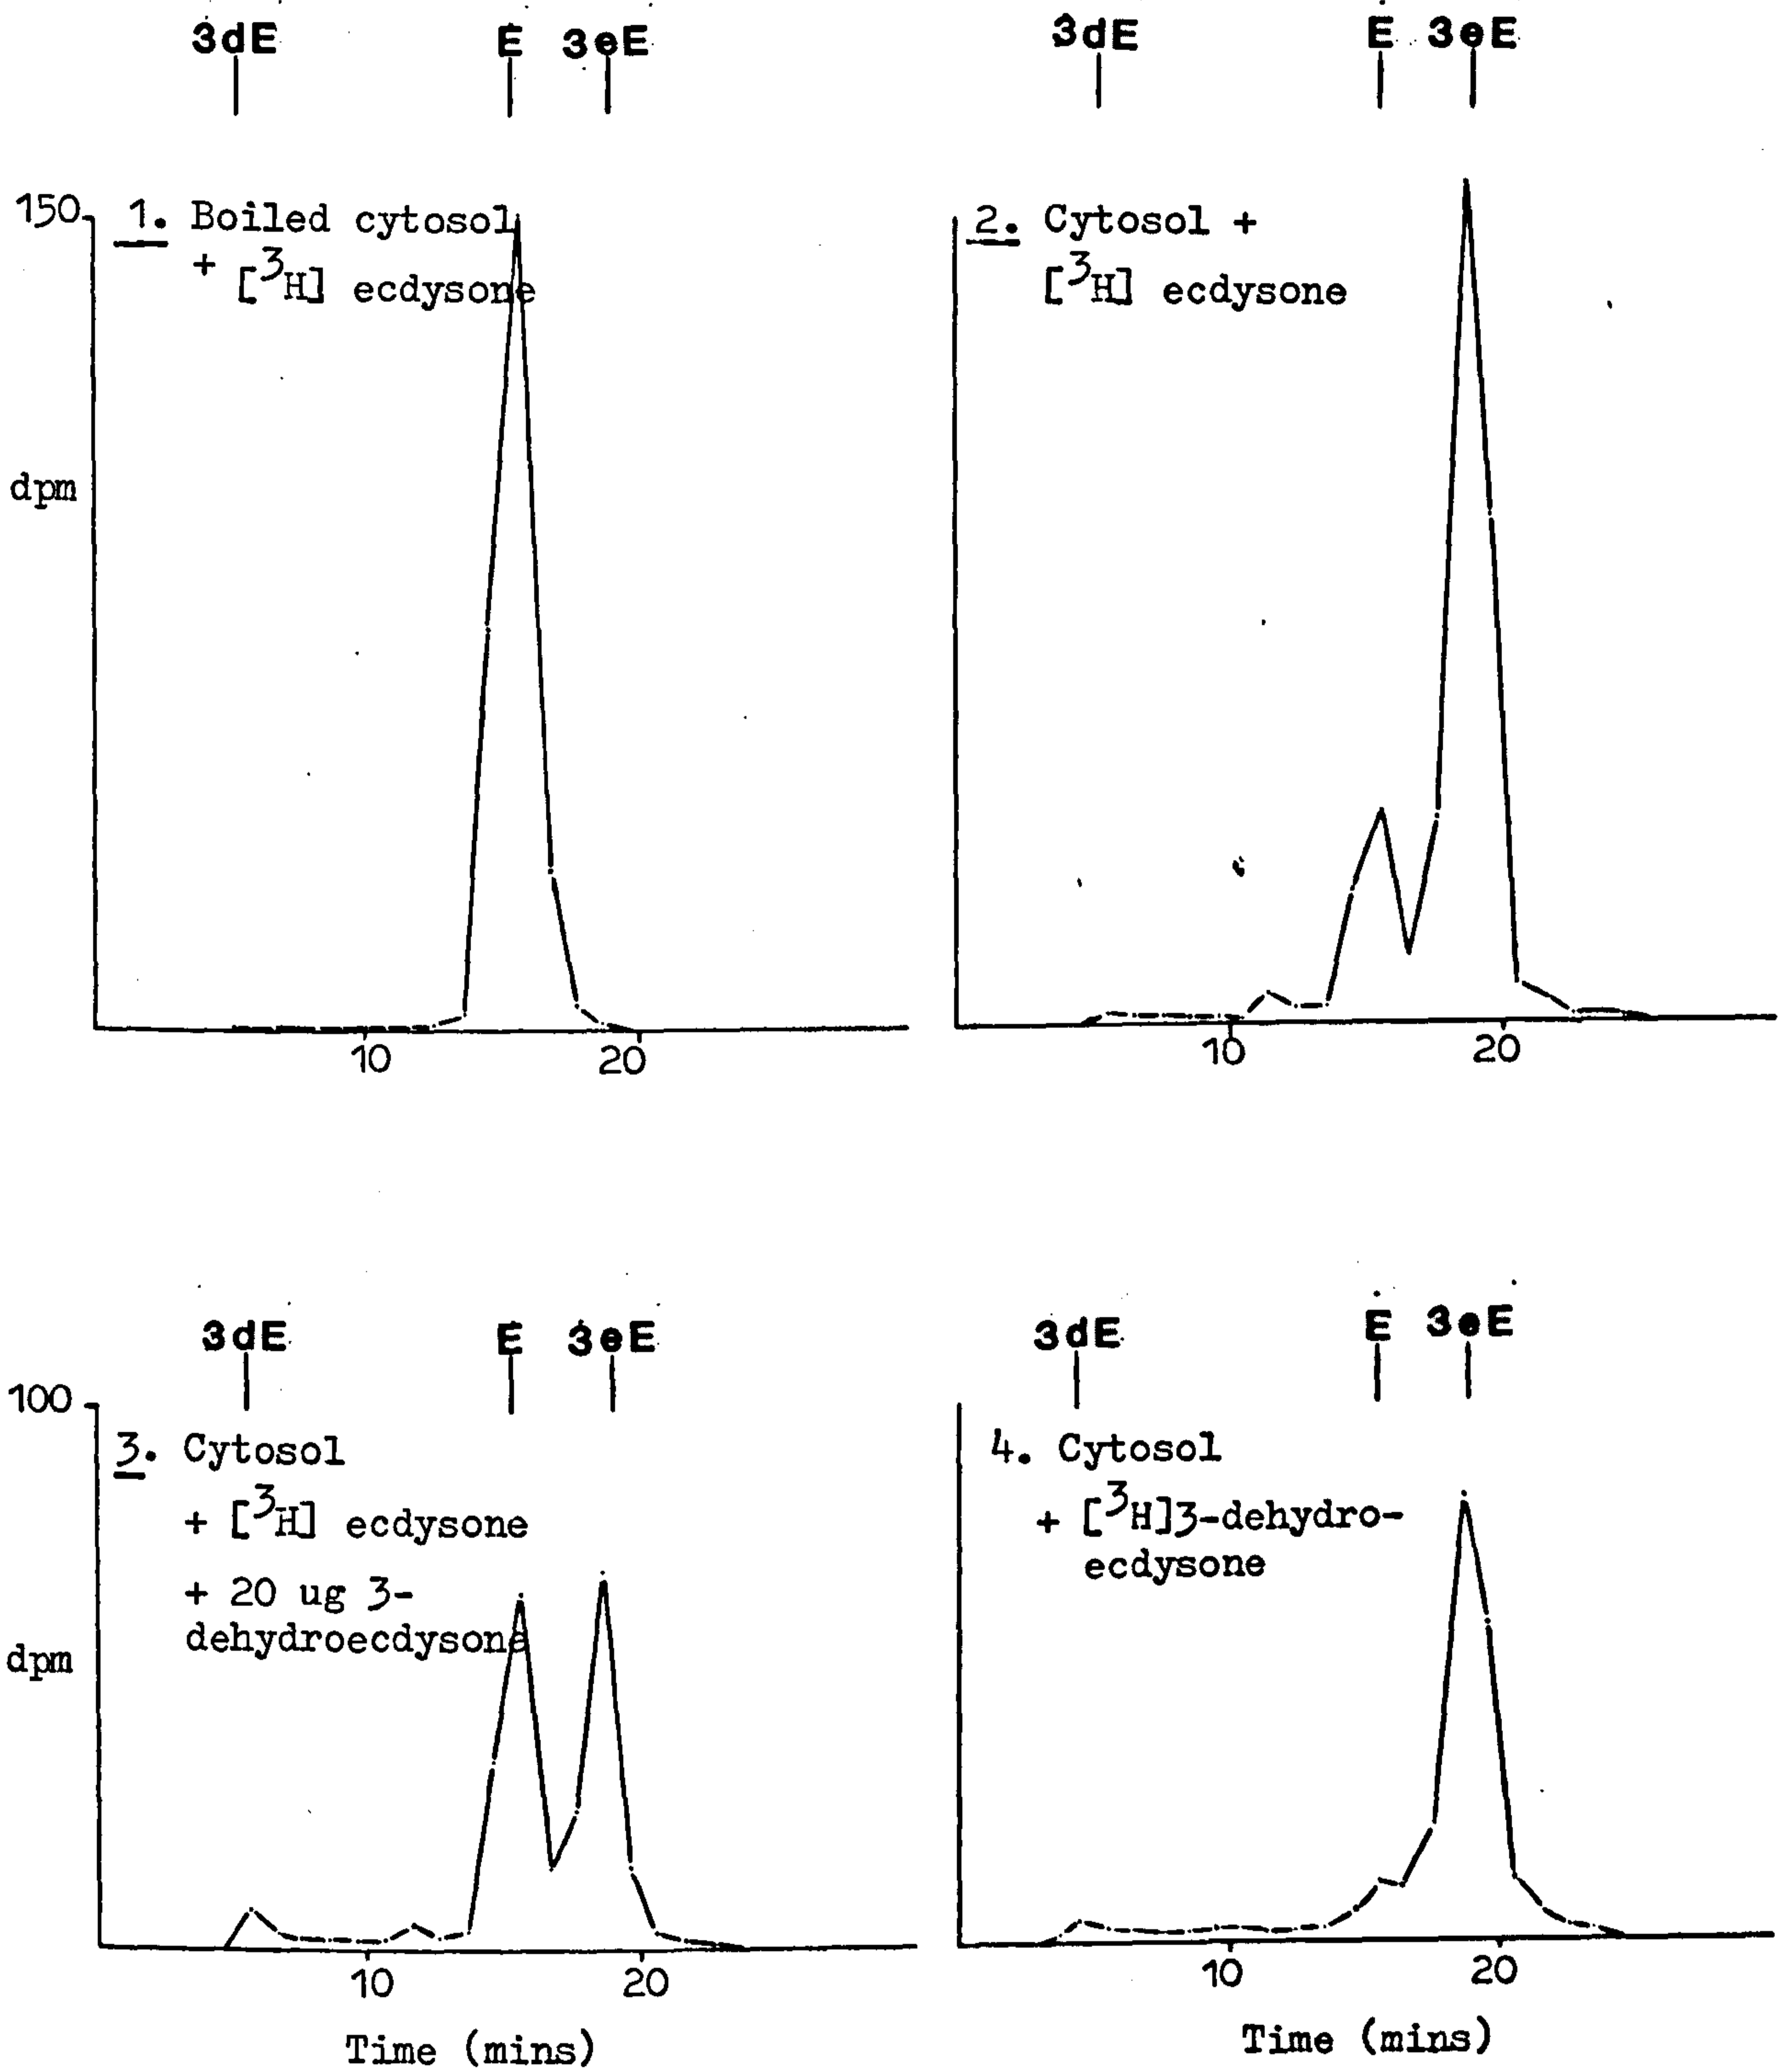 3dE E 3eE
150
1. Boiled cytosol
+ [3H] ecdysone
dpm
10 20
3dE E 3eE
2. Cytosol +
[3H] ecdysone
10 20
3dE E 3eE
100
3. Cytosol
+ [3H] ecdysone
+ 20 ug 3-
dehydroecdysone
dpm
10 20
Time (mins)
3dE E 3eE
4. Cytosol
+ [3H]3-dehydro-
ecdysone
10 20
Time (mins)